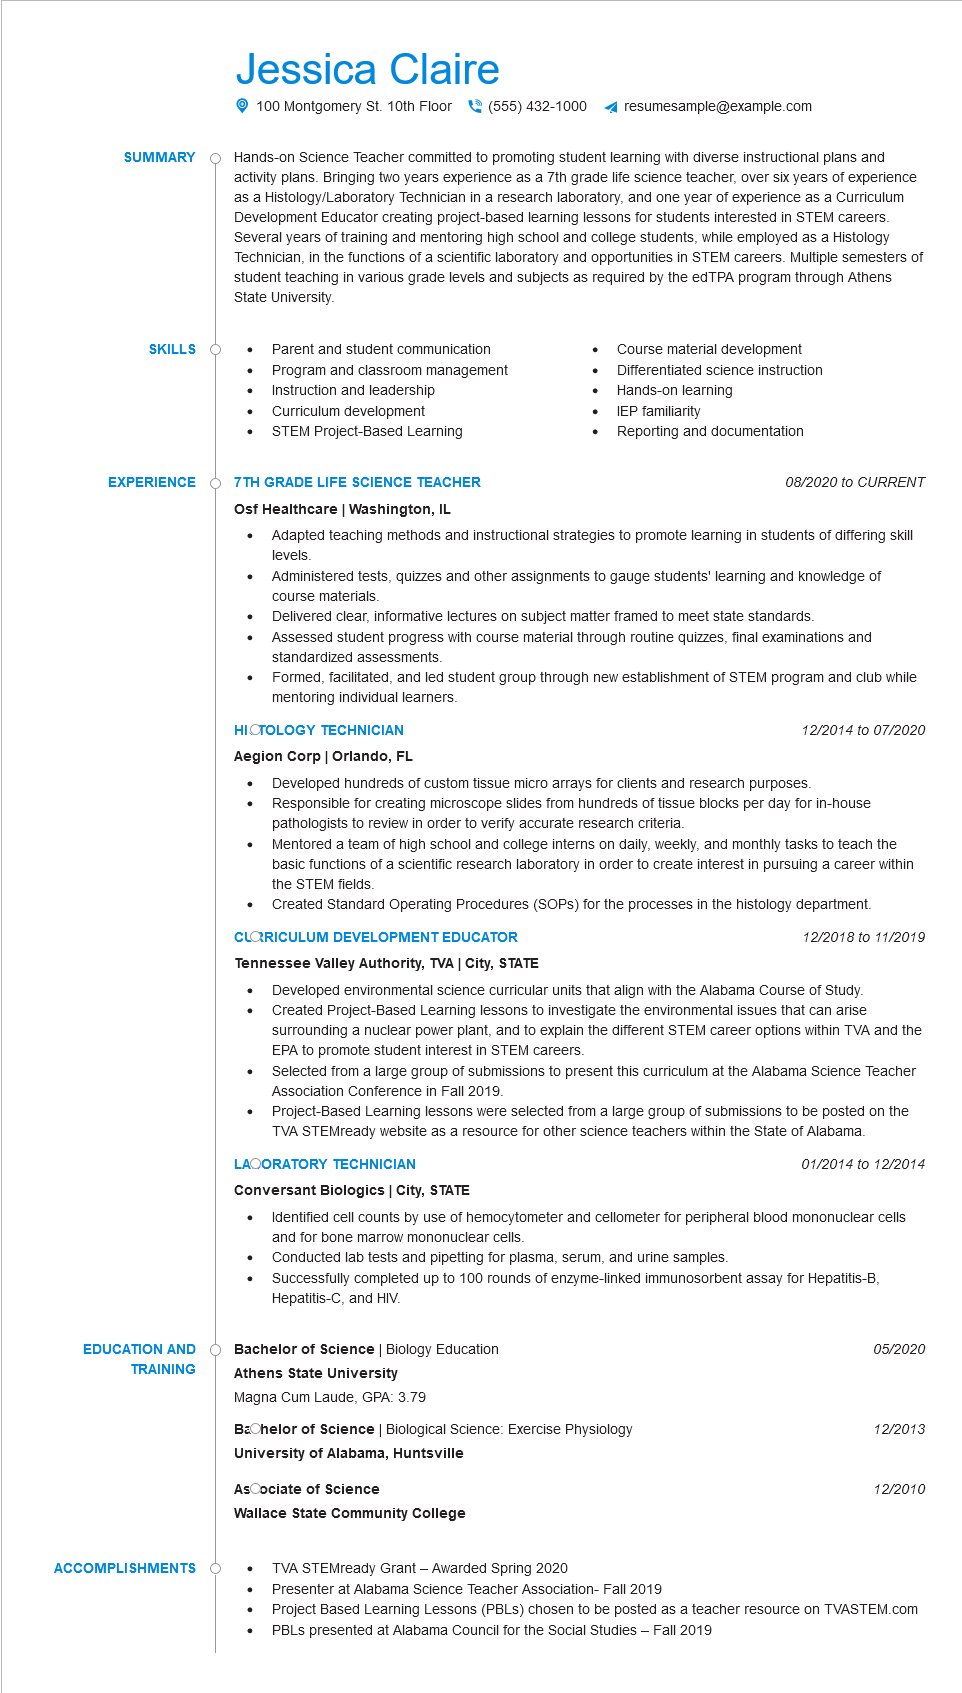 Jessica Claire
100 Montgomery St. 10th Floor (555) 432-1000 resumesample@example.com
SUMMARY
Hands-on Science Teacher committed to promoting student learning with diverse instructional plans and
activity plans. Bringing two years experience as a 7th grade life science teacher, over six years of experience
as a Histology/Laboratory Technician in a research laboratory, and one year of experience as a Curriculum
Development Educator creating project-based learning lessons for students interested in STEM careers.
Several years of training and mentoring high school and college students, while employed as a Histology
Technician, in the functions of a scientific laboratory and opportunities in STEM careers. Multiple semesters of
student teaching in various grade levels and subjects as required by the edTPA program through Athens
State University.
SKILLS
• Parent and student communication
• Program and classroom management
• Instruction and leadership
• Curriculum development
• STEM Project-Based Learning
• Course material development
• Differentiated science instruction
• Hands-on learning
• IEP familiarity
• Reporting and documentation
EXPERIENCE
7TH GRADE LIFE SCIENCE TEACHER 08/2020 to CURRENT
Osf Healthcare | Washington, IL
• Adapted teaching methods and instructional strategies to promote learning in students of differing skill
levels.
• Administered tests, quizzes and other assignments to gauge students' learning and knowledge of
course materials.
• Delivered clear, informative lectures on subject matter framed to meet state standards.
• Assessed student progress with course material through routine quizzes, final examinations and
standardized assessments.
• Formed, facilitated, and led student group through new establishment of STEM program and club while
mentoring individual learners.
HISTOLOGY TECHNICIAN 12/2014 to 07/2020
Aegion Corp | Orlando, FL
• Developed hundreds of custom tissue micro arrays for clients and research purposes.
• Responsible for creating microscope slides from hundreds of tissue blocks per day for in-house
pathologists to review in order to verify accurate research criteria.
• Mentored a team of high school and college interns on daily, weekly, and monthly tasks to teach the
basic functions of a scientific research laboratory in order to create interest in pursuing a career within
the STEM fields.
• Created Standard Operating Procedures (SOPs) for the processes in the histology department.
CURRICULUM DEVELOPMENT EDUCATOR 12/2018 to 11/2019
Tennessee Valley Authority, TVA | City, STATE
• Developed environmental science curricular units that align with the Alabama Course of Study.
• Created Project-Based Learning lessons to investigate the environmental issues that can arise
surrounding a nuclear power plant, and to explain the different STEM career options within TVA and the
EPA to promote student interest in STEM careers.
• Selected from a large group of submissions to present this curriculum at the Alabama Science Teacher
Association Conference in Fall 2019.
• Project-Based Learning lessons were selected from a large group of submissions to be posted on the
TVA STEMready website as a resource for other science teachers within the State of Alabama.
LABORATORY TECHNICIAN 01/2014 to 12/2014
Conversant Biologics | City, STATE
• Identified cell counts by use of hemocytometer and cellometer for peripheral blood mononuclear cells
and for bone marrow mononuclear cells.
• Conducted lab tests and pipetting for plasma, serum, and urine samples.
• Successfully completed up to 100 rounds of enzyme-linked immunosorbent assay for Hepatitis-B,
Hepatitis-C, and HIV.
EDUCATION AND
TRAINING
Bachelor of Science | Biology Education 05/2020
Athens State University
Magna Cum Laude, GPA: 3.79
Bachelor of Science | Biological Science: Exercise Physiology 12/2013
University of Alabama, Huntsville
Associate of Science 12/2010
Wallace State Community College
ACCOMPLISHMENTS
• TVA STEMready Grant – Awarded Spring 2020
• Presenter at Alabama Science Teacher Association- Fall 2019
• Project Based Learning Lessons (PBLs) chosen to be posted as a teacher resource on TVASTEM.com
• PBLs presented at Alabama Council for the Social Studies – Fall 2019